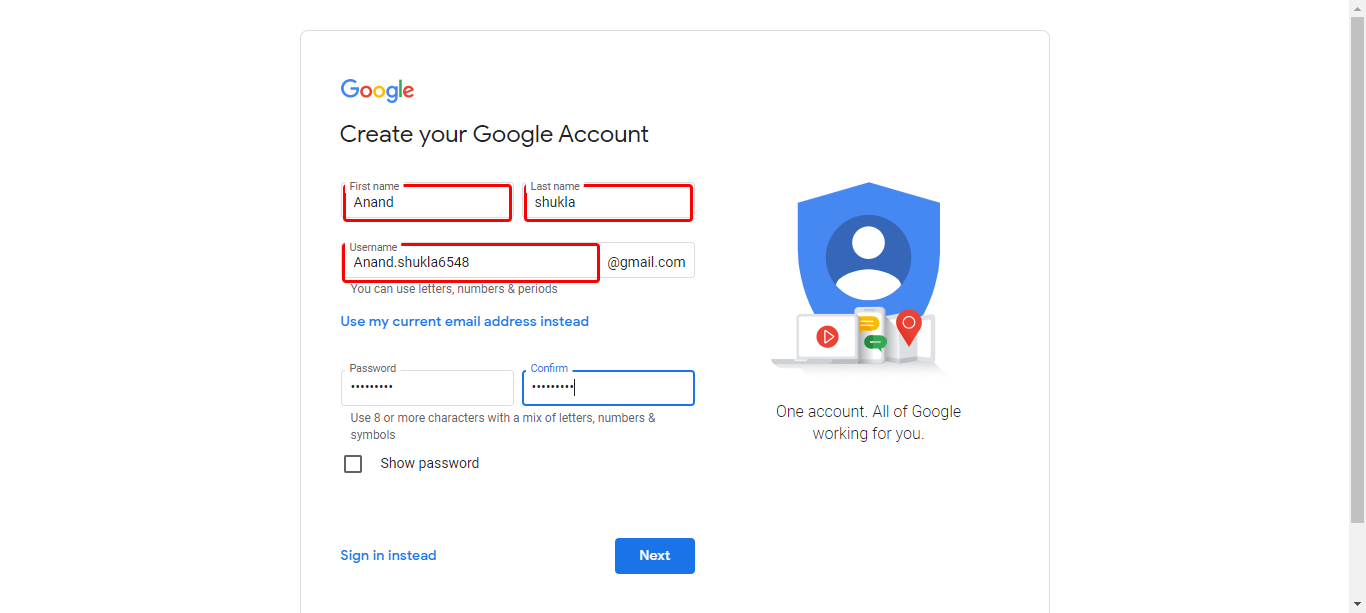 Google
Create your Google Account
First name
Last name
Anand
shukla
Username
Anand.shukla6548
@gmail.com
You can use letters, numbers & periods
Use my current email address instead
Password
Confirm
•••••••••
•••••••••
Use 8 or more characters with a mix of letters, numbers &
symbols
Show password
Sign in instead
Next
One account. All of Google
working for you.